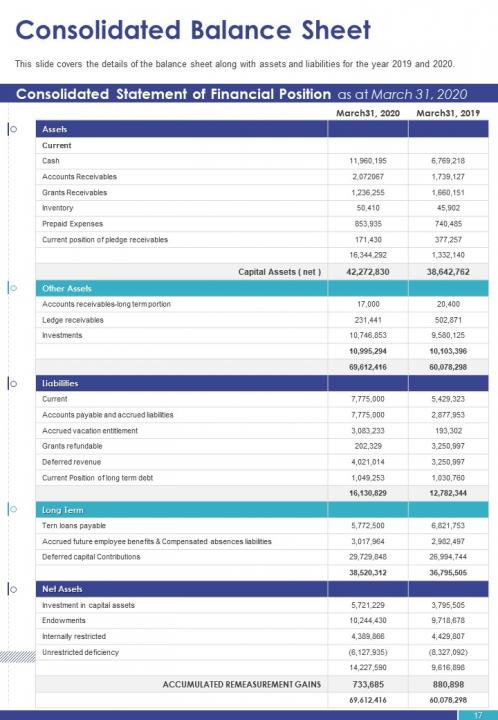 Consolidated Balance Sheet
This slide covers the details of the balance sheet along with assets and liabilities for the year 2019 and 2020.
Consolidated Statement of Financial Position as at March 31, 2020
March31, 2020 March31, 2019
Assets
Current
Cash 11,960,195 6,769,218
Accounts Receivables 2,072067 1,739,127
Grants Receivables 1,236,255 1,660,151
Inventory 50,410 45,902
Prepaid Expenses 853,935 740,485
Current position of pledge receivables 171,430 377,257
16,344,292 1,332,140
Capital Assets ( net ) 42,272,830 38,642,762
Other Assets
Accounts receivables-long term portion 17,000 20,400
Ledge receivables 231,441 502,871
Investments 10,746,853 9,580,125
10,995,294 10,103,396
69,612,416 60,078,298
Liabilities
Current 7,775,000 5,429,323
Accounts payable and accrued liabilities 7,775,000 2,877,953
Accrued vacation entitlement 3,083,233 193,302
Grants refundable 202,329 3,250,997
Deferred revenue 4,021,014 3,250,997
Current Position of long term debt 1,049,253 1,030,760
16,130,829 12,782,344
Long Term
Tern loans payable 5,772,500 6,821,753
Accrued future employee benefits & Compensated absences liabilities 3,017,964 2,982,497
Deferred capital Contributions 29,729,848 26,994,744
38,520,312 36,795,505
Net Assets
Investment in capital assets 5,721,229 3,795,505
Endowments 10,244,430 9,718,678
Internally restricted 4,389,866 4,429,807
Unrestricted deficiency (6,127,935) (8,327,092)
14,227,590 9,616,898
ACCUMULATED REMEASUREMENT GAINS 733,685 880,898
69,612,416 60,078,298
17